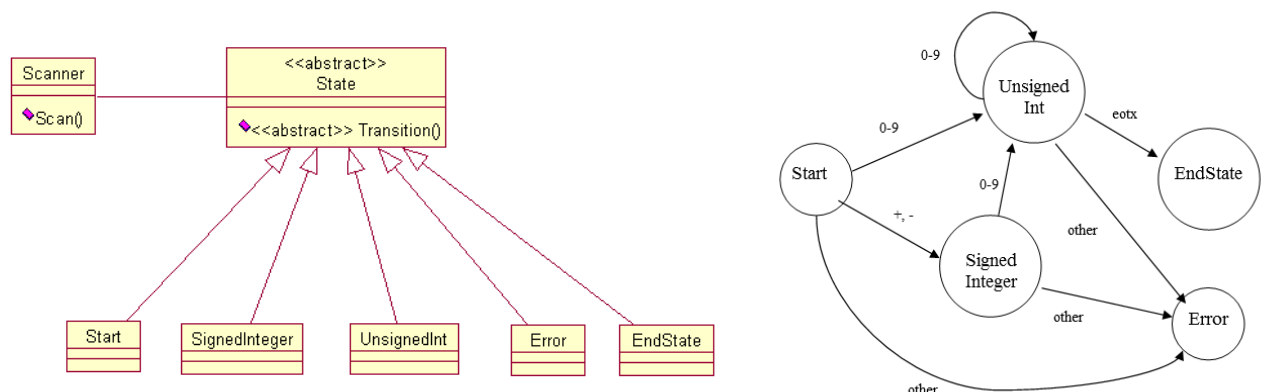 Scanner
Scan()
<<abstract>>
State
<<abstract>> Transition()
Start
SignedInteger
UnsignedInt
Error
EndState
0-9
Unsigned
Int
eotx
0-9
Start
EndState
0-9
+, -
other
Signed
Integer
other
Error
other